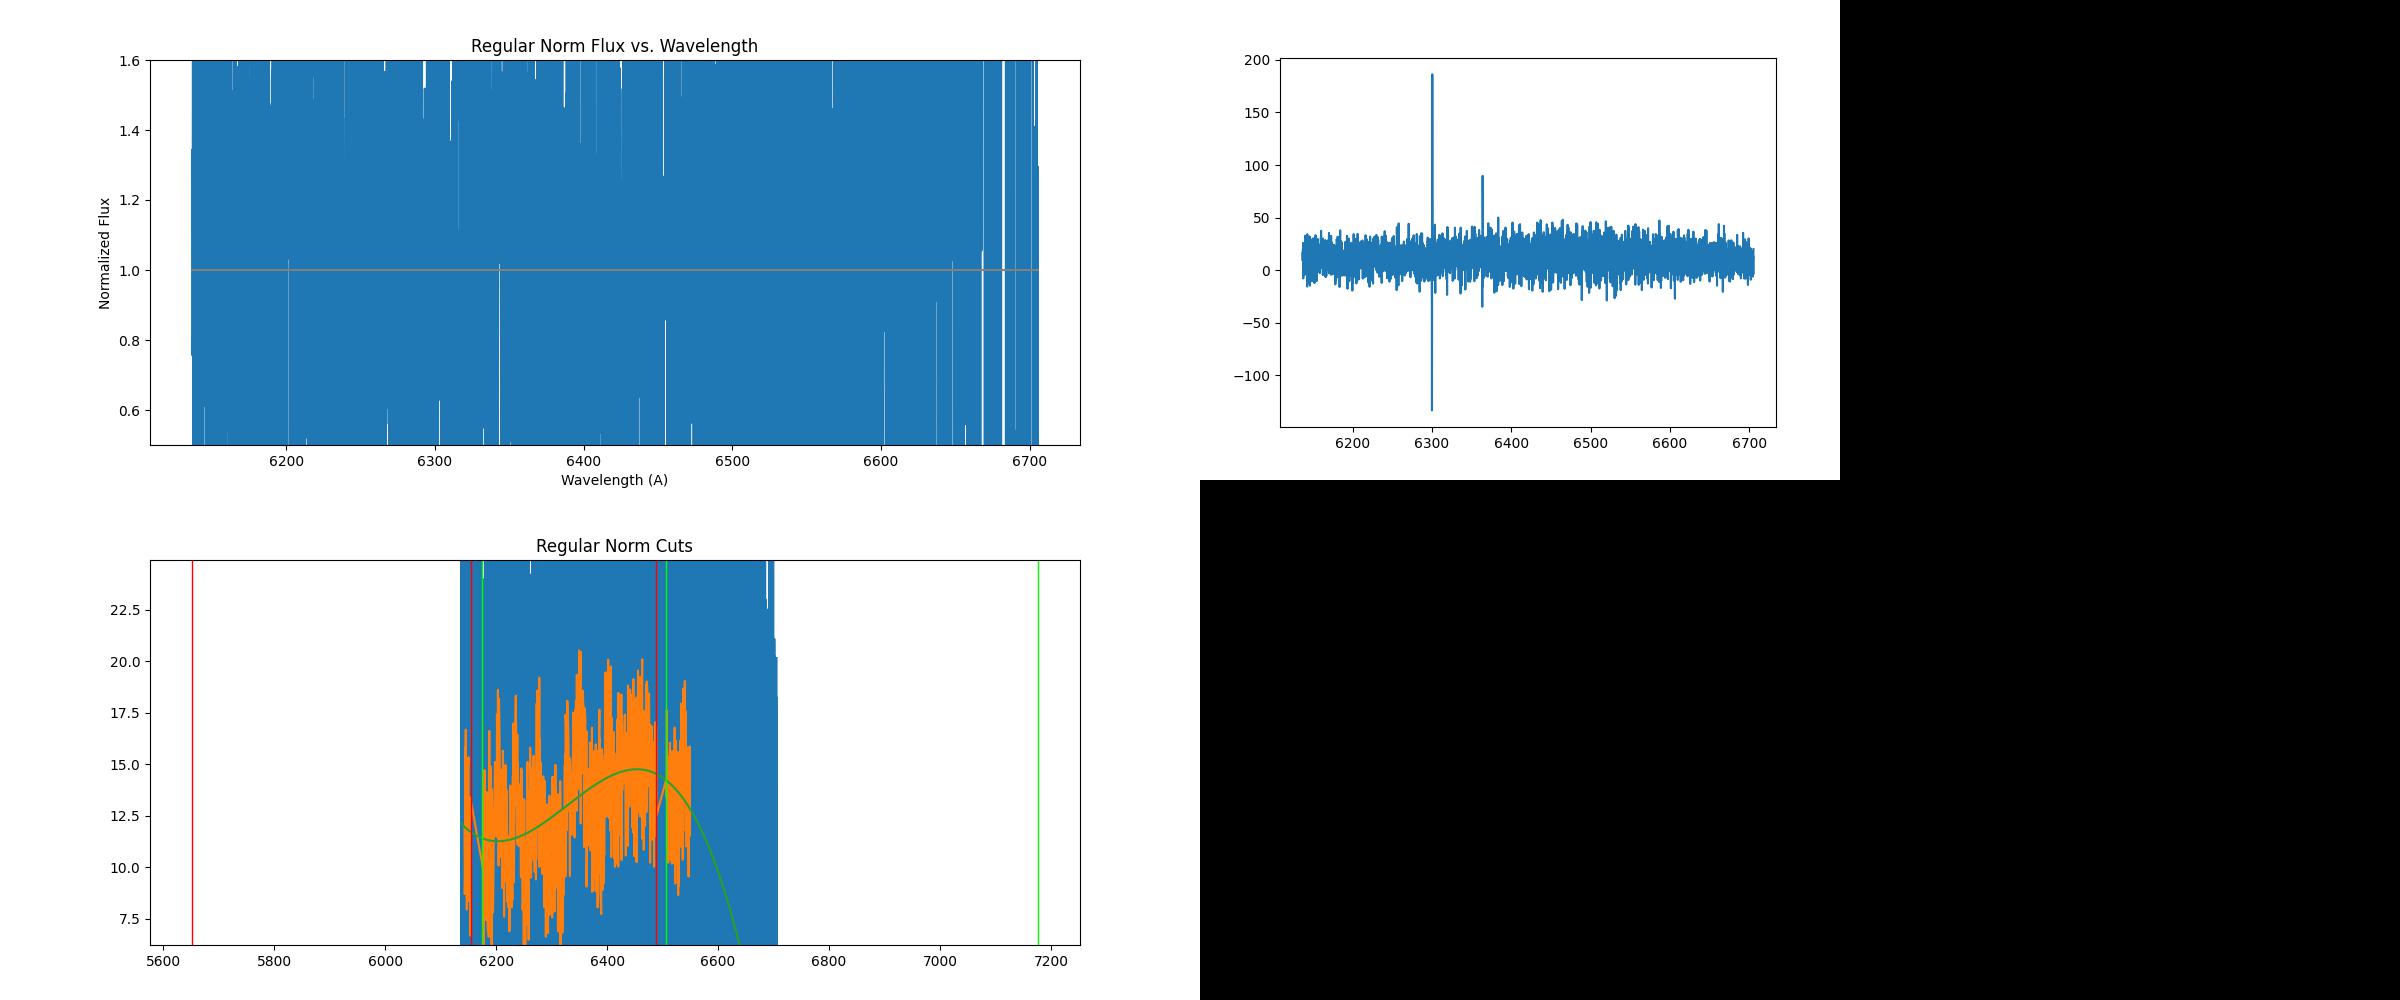 Regular Norm Flux vs. Wavelength
1.6
1.4
1.2
1.0
0.8
0.6
Normalized Flux
6200 6300 6400 6500 6600 6700
Wavelength (A)
200
150
100
50
0
−50
−100
6200 6300 6400 6500 6600 6700
Regular Norm Cuts
22.5
20.0
17.5
15.0
12.5
10.0
7.5
5600 5800 6000 6200 6400 6600 6800 7000 7200